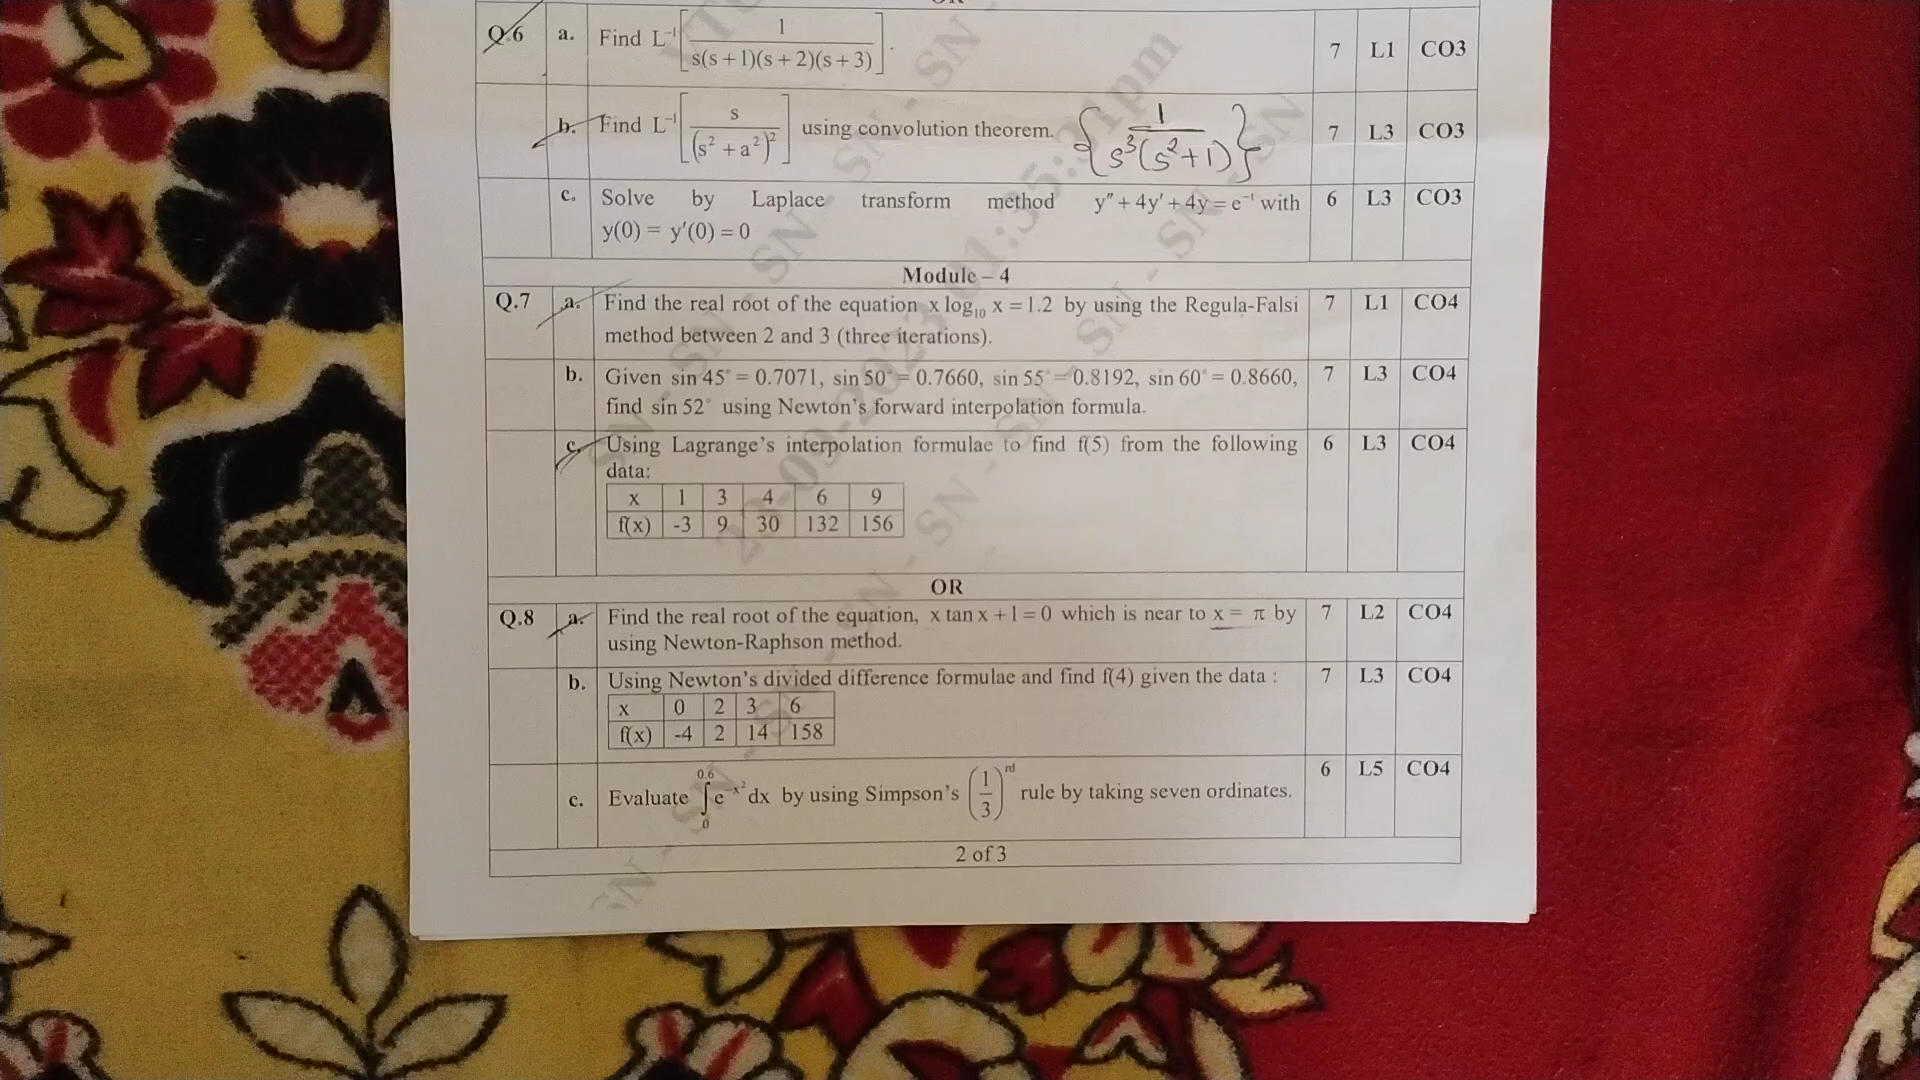 OR
Q.6 a. Find L⁻¹[1 / s(s+1)(s+2)(s+3)]. 7 L1 CO3
b. Find L⁻¹[s / (s² + a²)²] using convolution theorem. {1 / s³(s²+1)} 7 L3 CO3
c. Solve by Laplace transform method y″ + 4y′ + 4y = e⁻ᵗ with 6 L3 CO3
y(0) = y′(0) = 0
Module – 4
Q.7 a. Find the real root of the equation x log₁₀ x = 1.2 by using the Regula-Falsi 7 L1 CO4
method between 2 and 3 (three iterations).
b. Given sin 45° = 0.7071, sin 50° = 0.7660, sin 55° = 0.8192, sin 60° = 0.8660, 7 L3 CO4
find sin 52° using Newton's forward interpolation formula.
c. Using Lagrange's interpolation formulae to find f(5) from the following 6 L3 CO4
data:
x 1 3 4 6 9
f(x) -3 9 30 132 156
OR
Q.8 a. Find the real root of the equation, x tan x + 1 = 0 which is near to x = π by 7 L2 CO4
using Newton-Raphson method.
b. Using Newton's divided difference formulae and find f(4) given the data : 7 L3 CO4
x 0 2 3 6
f(x) -4 2 14 158
c. Evaluate ∫₀^0.6 e^-x² dx by using Simpson's (1/3)rd rule by taking seven ordinates. 6 L5 CO4
2 of 3